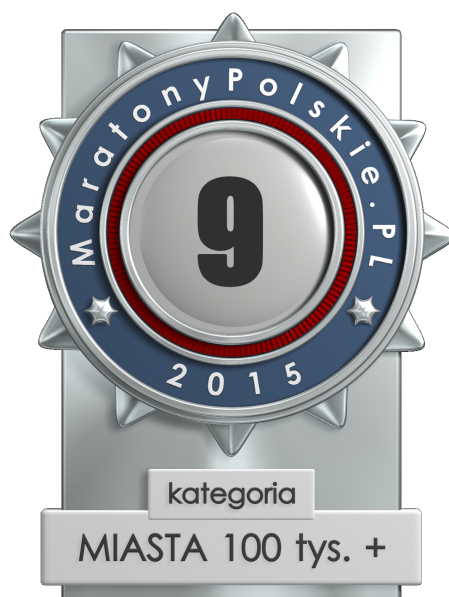 MaratonyPolskie.PL
9
2015
kategoria
MIASTA 100 tys. +